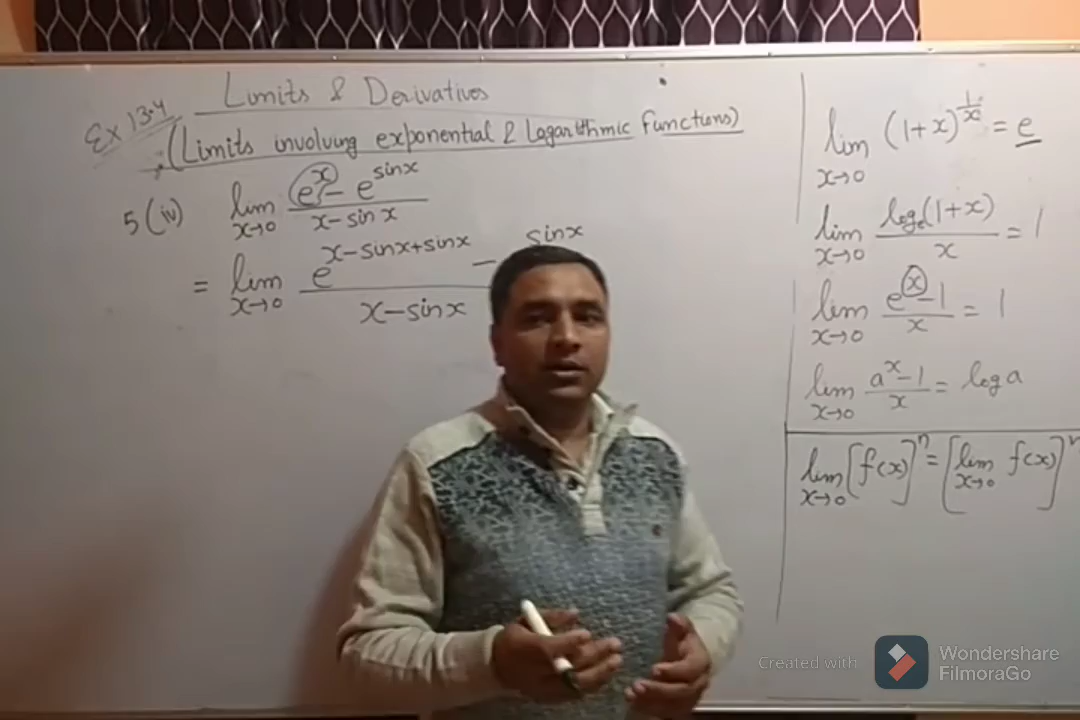 Limits & Derivatives
Ex 13.4
(Limits involving exponential & Logarithmic Functions)
5 (iv) lim x→0 (e^x - e^sinx)/(x-sinx)
= lim x→0 (e^(x-sinx+sinx) - sinx)/(x-sinx)
lim x→0 (1+x)^(1/x) = e
lim x→0 log_e(1+x)/x = 1
lim x→0 (e^x-1)/x = 1
lim x→0 (a^x-1)/x = log a
lim x→0 [f(x)]^n = [lim x→0 f(x)]^n
Created with Wondershare FilmoraGo